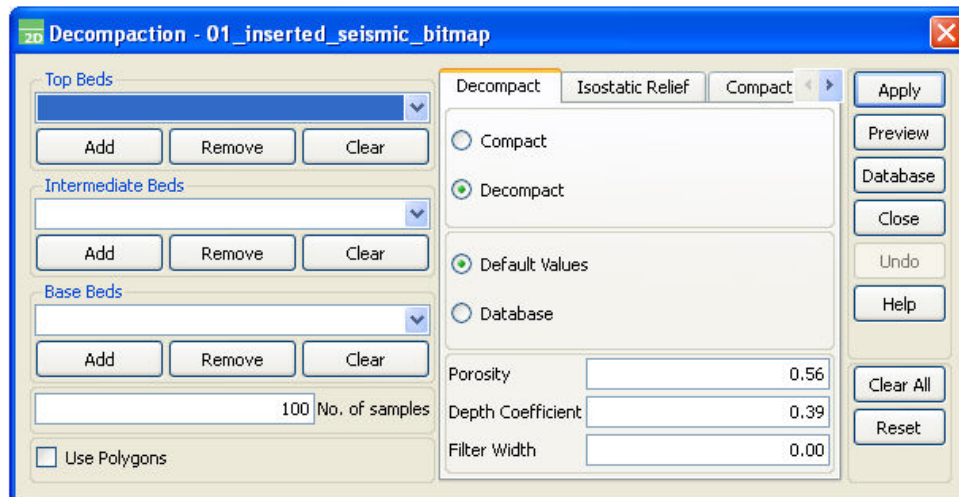 2D Decompaction - 01_inserted_seismic_bitmap
Top Beds
Add Remove Clear
Intermediate Beds
Add Remove Clear
Base Beds
Add Remove Clear
100 No. of samples
Use Polygons
Decompact Isostatic Relief Compact
Compact
Decompact
Default Values
Database
Porosity 0.56
Depth Coefficient 0.39
Filter Width 0.00
Apply
Preview
Database
Close
Undo
Help
Clear All
Reset